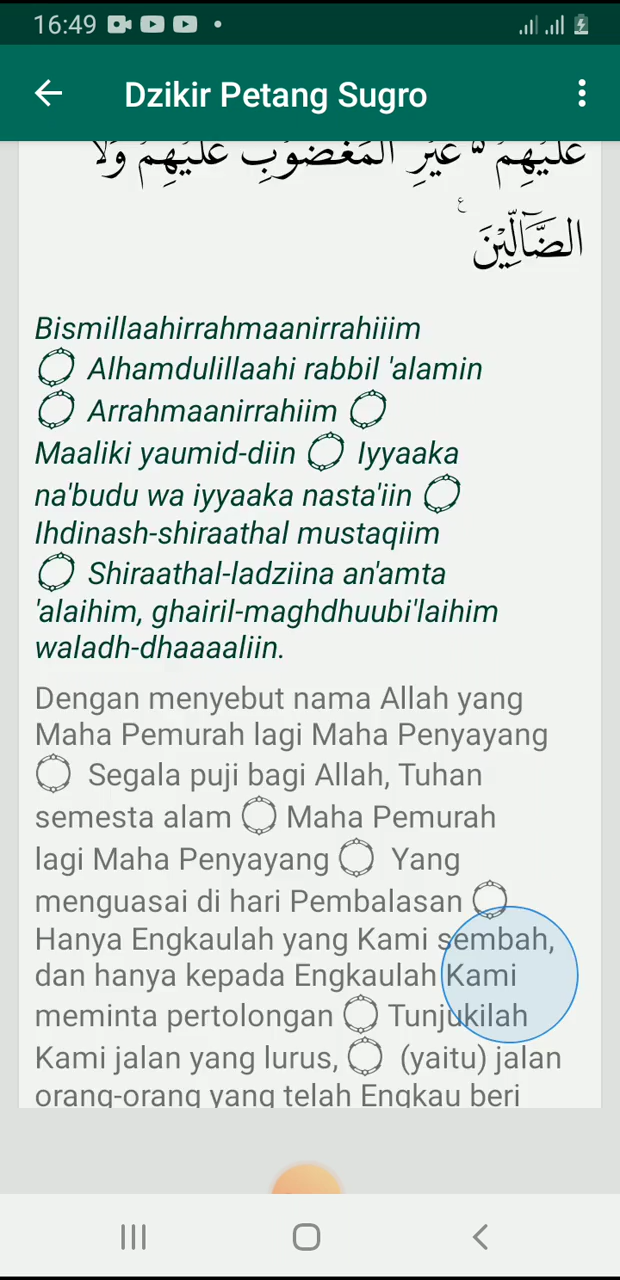 16:49
Dzikir Petang Sugro
عَلَيْهِمْ ۙ غَيْرِ الْمَغْضُوْبِ عَلَيْهِمْ وَلَا
الضَّاۤلِّيْنَ ࣖ
Bismillaahirrahmaanirrahiiim
۝ Alhamdulillaahi rabbil 'alamin
۝ Arrahmaanirrahiim ۝
Maaliki yaumid-diin ۝ Iyyaaka
na'budu wa iyyaaka nasta'iin ۝
Ihdinash-shiraathal mustaqiim
۝ Shiraathal-ladziina an'amta
'alaihim, ghairil-maghdhuubi'laihim
waladh-dhaaaaliin.
Dengan menyebut nama Allah yang
Maha Pemurah lagi Maha Penyayang
۝ Segala puji bagi Allah, Tuhan
semesta alam ۝ Maha Pemurah
lagi Maha Penyayang ۝ Yang
menguasai di hari Pembalasan ۝
Hanya Engkaulah yang Kami sembah,
dan hanya kepada Engkaulah Kami
meminta pertolongan ۝ Tunjukilah
Kami jalan yang lurus, ۝ (yaitu) jalan
orang-orang yang telah Engkau beri